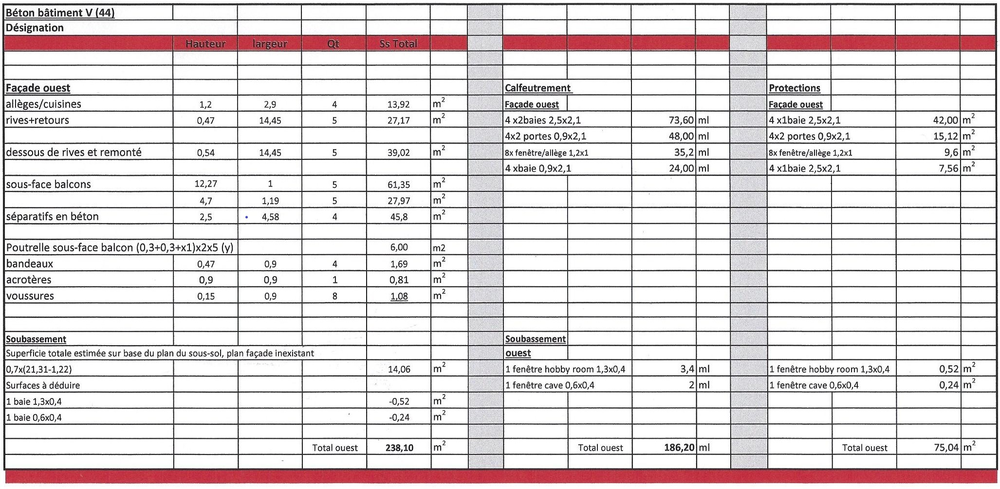 Béton bâtiment V (44)
Désignation
Hauteur largeur Qt Ss Total
Façade ouest Calfeutrement Protections
allèges/cuisines 1,2 2,9 4 13,92 m² Façade ouest Façade ouest
rives+retours 0,47 14,45 5 27,17 m² 4 x2baies 2,5x2,1 73,60 ml 4 x1baie 2,5x2,1 42,00 m²
4x2 portes 0,9x2,1 48,00 ml 4x2 portes 0,9x2,1 15,12 m²
dessous de rives et remonté 0,54 14,45 5 39,02 m² 8x fenêtre/allège 1,2x1 35,2 ml 8x fenêtre/allège 1,2x1 9,6 m²
4 xbaie 0,9x2,1 24,00 ml 4 x1baie 2,5x2,1 7,56 m²
sous-face balcons 12,27 1 5 61,35 m²
4,7 1,19 5 27,97 m²
séparatifs en béton 2,5 4,58 4 45,8 m²
Poutrelle sous-face balcon (0,3+0,3+x1)x2x5 (y) 6,00 m2
bandeaux 0,47 0,9 4 1,69 m²
acrotères 0,9 0,9 1 0,81 m²
voussures 0,15 0,9 8 1,08 m²
Soubassement Soubassement
Superficie totale estimée sur base du plan du sous-sol, plan façade inexistant ouest
0,7x(21,31-1,22) 14,06 m² 1 fenêtre hobby room 1,3x0,4 3,4 ml 1 fenêtre hobby room 1,3x0,4 0,52 m²
Surfaces à déduire 1 fenêtre cave 0,6x0,4 2 ml 1 fenêtre cave 0,6x0,4 0,24 m²
1 baie 1,3x0,4 -0,52 m²
1 baie 0,6x0,4 -0,24 m²
Total ouest 238,10 m² Total ouest 186,20 ml Total ouest 75,04 m²